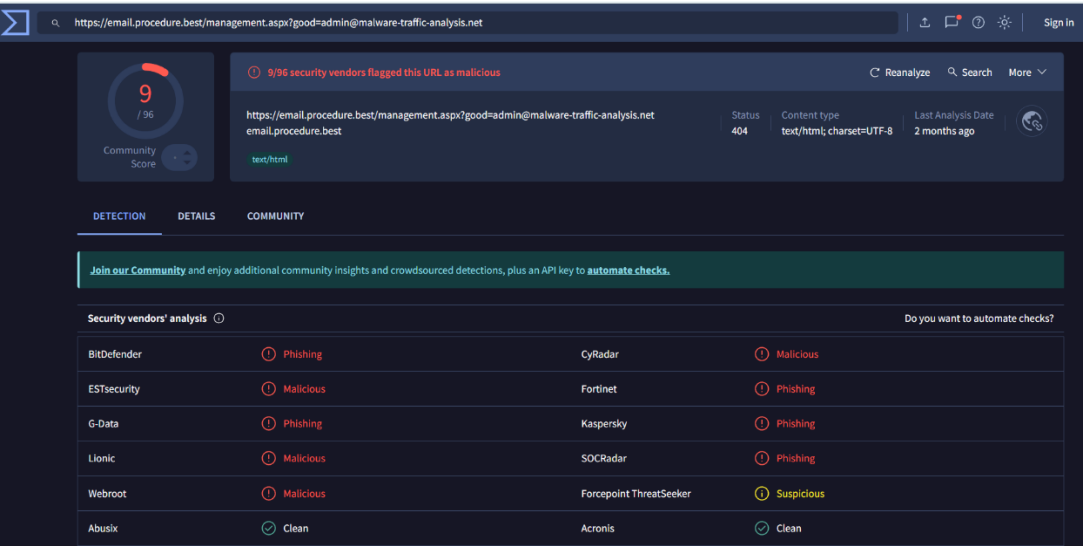 https://email.procedure.best/management.aspx?good=admin@malware-traffic-analysis.net
Sign in
9
/ 96
Community
Score
9/96 security vendors flagged this URL as malicious
Reanalyze
Search
More
https://email.procedure.best/management.aspx?good=admin@malware-traffic-analysis.net
email.procedure.best
text/html
Status
404
Content type
text/html; charset=UTF-8
Last Analysis Date
2 months ago
DETECTION
DETAILS
COMMUNITY
Join our Community and enjoy additional community insights and crowdsourced detections, plus an API key to automate checks.
Security vendors' analysis
Do you want to automate checks?
BitDefender Phishing CyRadar Malicious
ESTsecurity Malicious Fortinet Phishing
G-Data Phishing Kaspersky Phishing
Lionic Malicious SOCRadar Phishing
Webroot Malicious Forcepoint ThreatSeeker Suspicious
Abusix Clean Acronis Clean